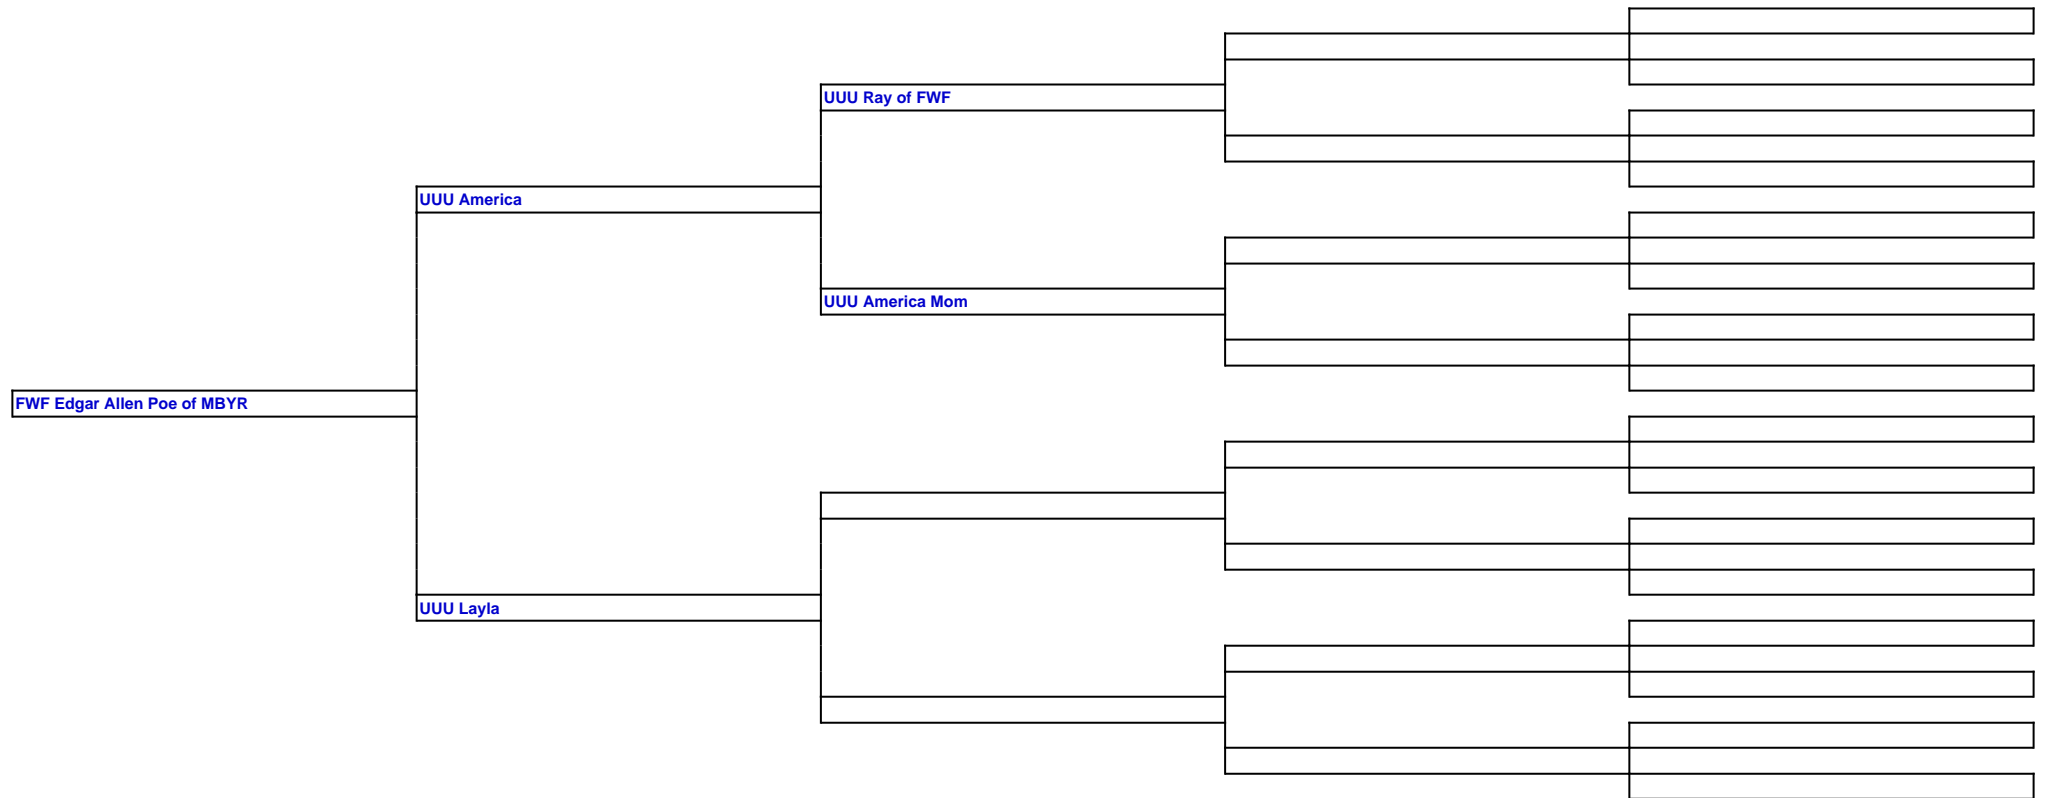 UUU Ray of FWF
UUU America
UUU America Mom
FWF Edgar Allen Poe of MBYR
UUU Layla